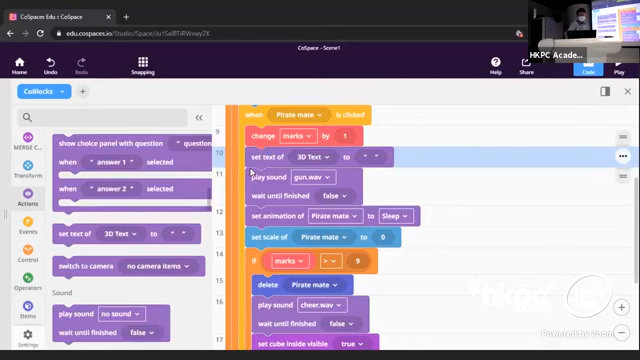 CoSpaces Edu :: CoSpace
edu.cospaces.io/Studio/Space/
Home
Undo
Snapping
CoSpace - Scene1
Help
Share
Code
Play
HKPC Acade...
CoBlocks
MERGE C
Transform
Actions
Events
Control
Operators
Items
Settings
show choice panel with question " question
when " answer 1 " selected
when " answer 2 " selected
set text of 3D Text to " "
switch to camera no camera items
Sound
play sound no sound
wait until finished false
when Pirate mate is clicked
9 change marks by 1
10 set text of 3D Text to " "
11 play sound gun.wav
wait until finished false
12 set animation of Pirate mate to Sleep
13 set scale of Pirate mate to 0
14 if marks > 9
15 delete Pirate mate
16 play sound cheer.wav
wait until finished false
17 set cube inside visible true
hkpc
Powered by Zoom